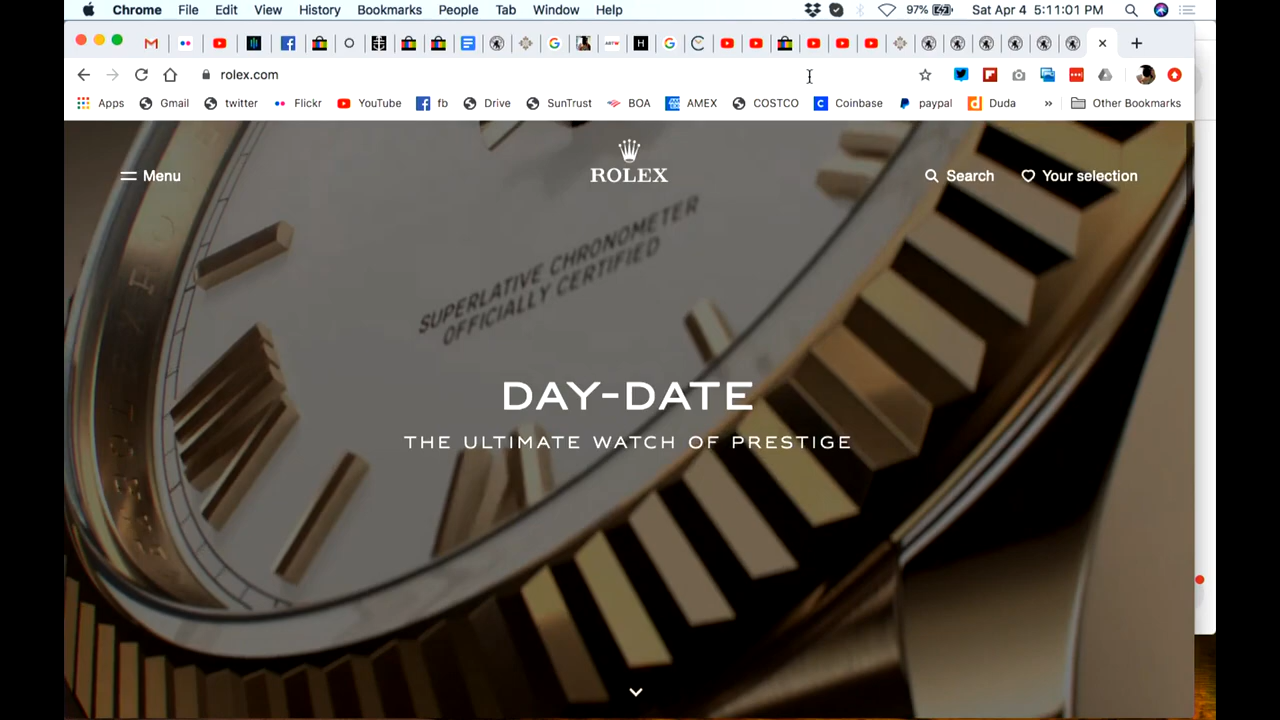 Chrome File Edit View History Bookmarks People Tab Window Help 97% Sat Apr 4 5:11:01 PM
rolex.com
Apps Gmail twitter Flickr YouTube fb Drive SunTrust BOA AMEX COSTCO Coinbase paypal Duda » Other Bookmarks
Menu
ROLEX
Search Your selection
SUPERLATIVE CHRONOMETER
OFFICIALLY CERTIFIED
DAY-DATE
THE ULTIMATE WATCH OF PRESTIGE